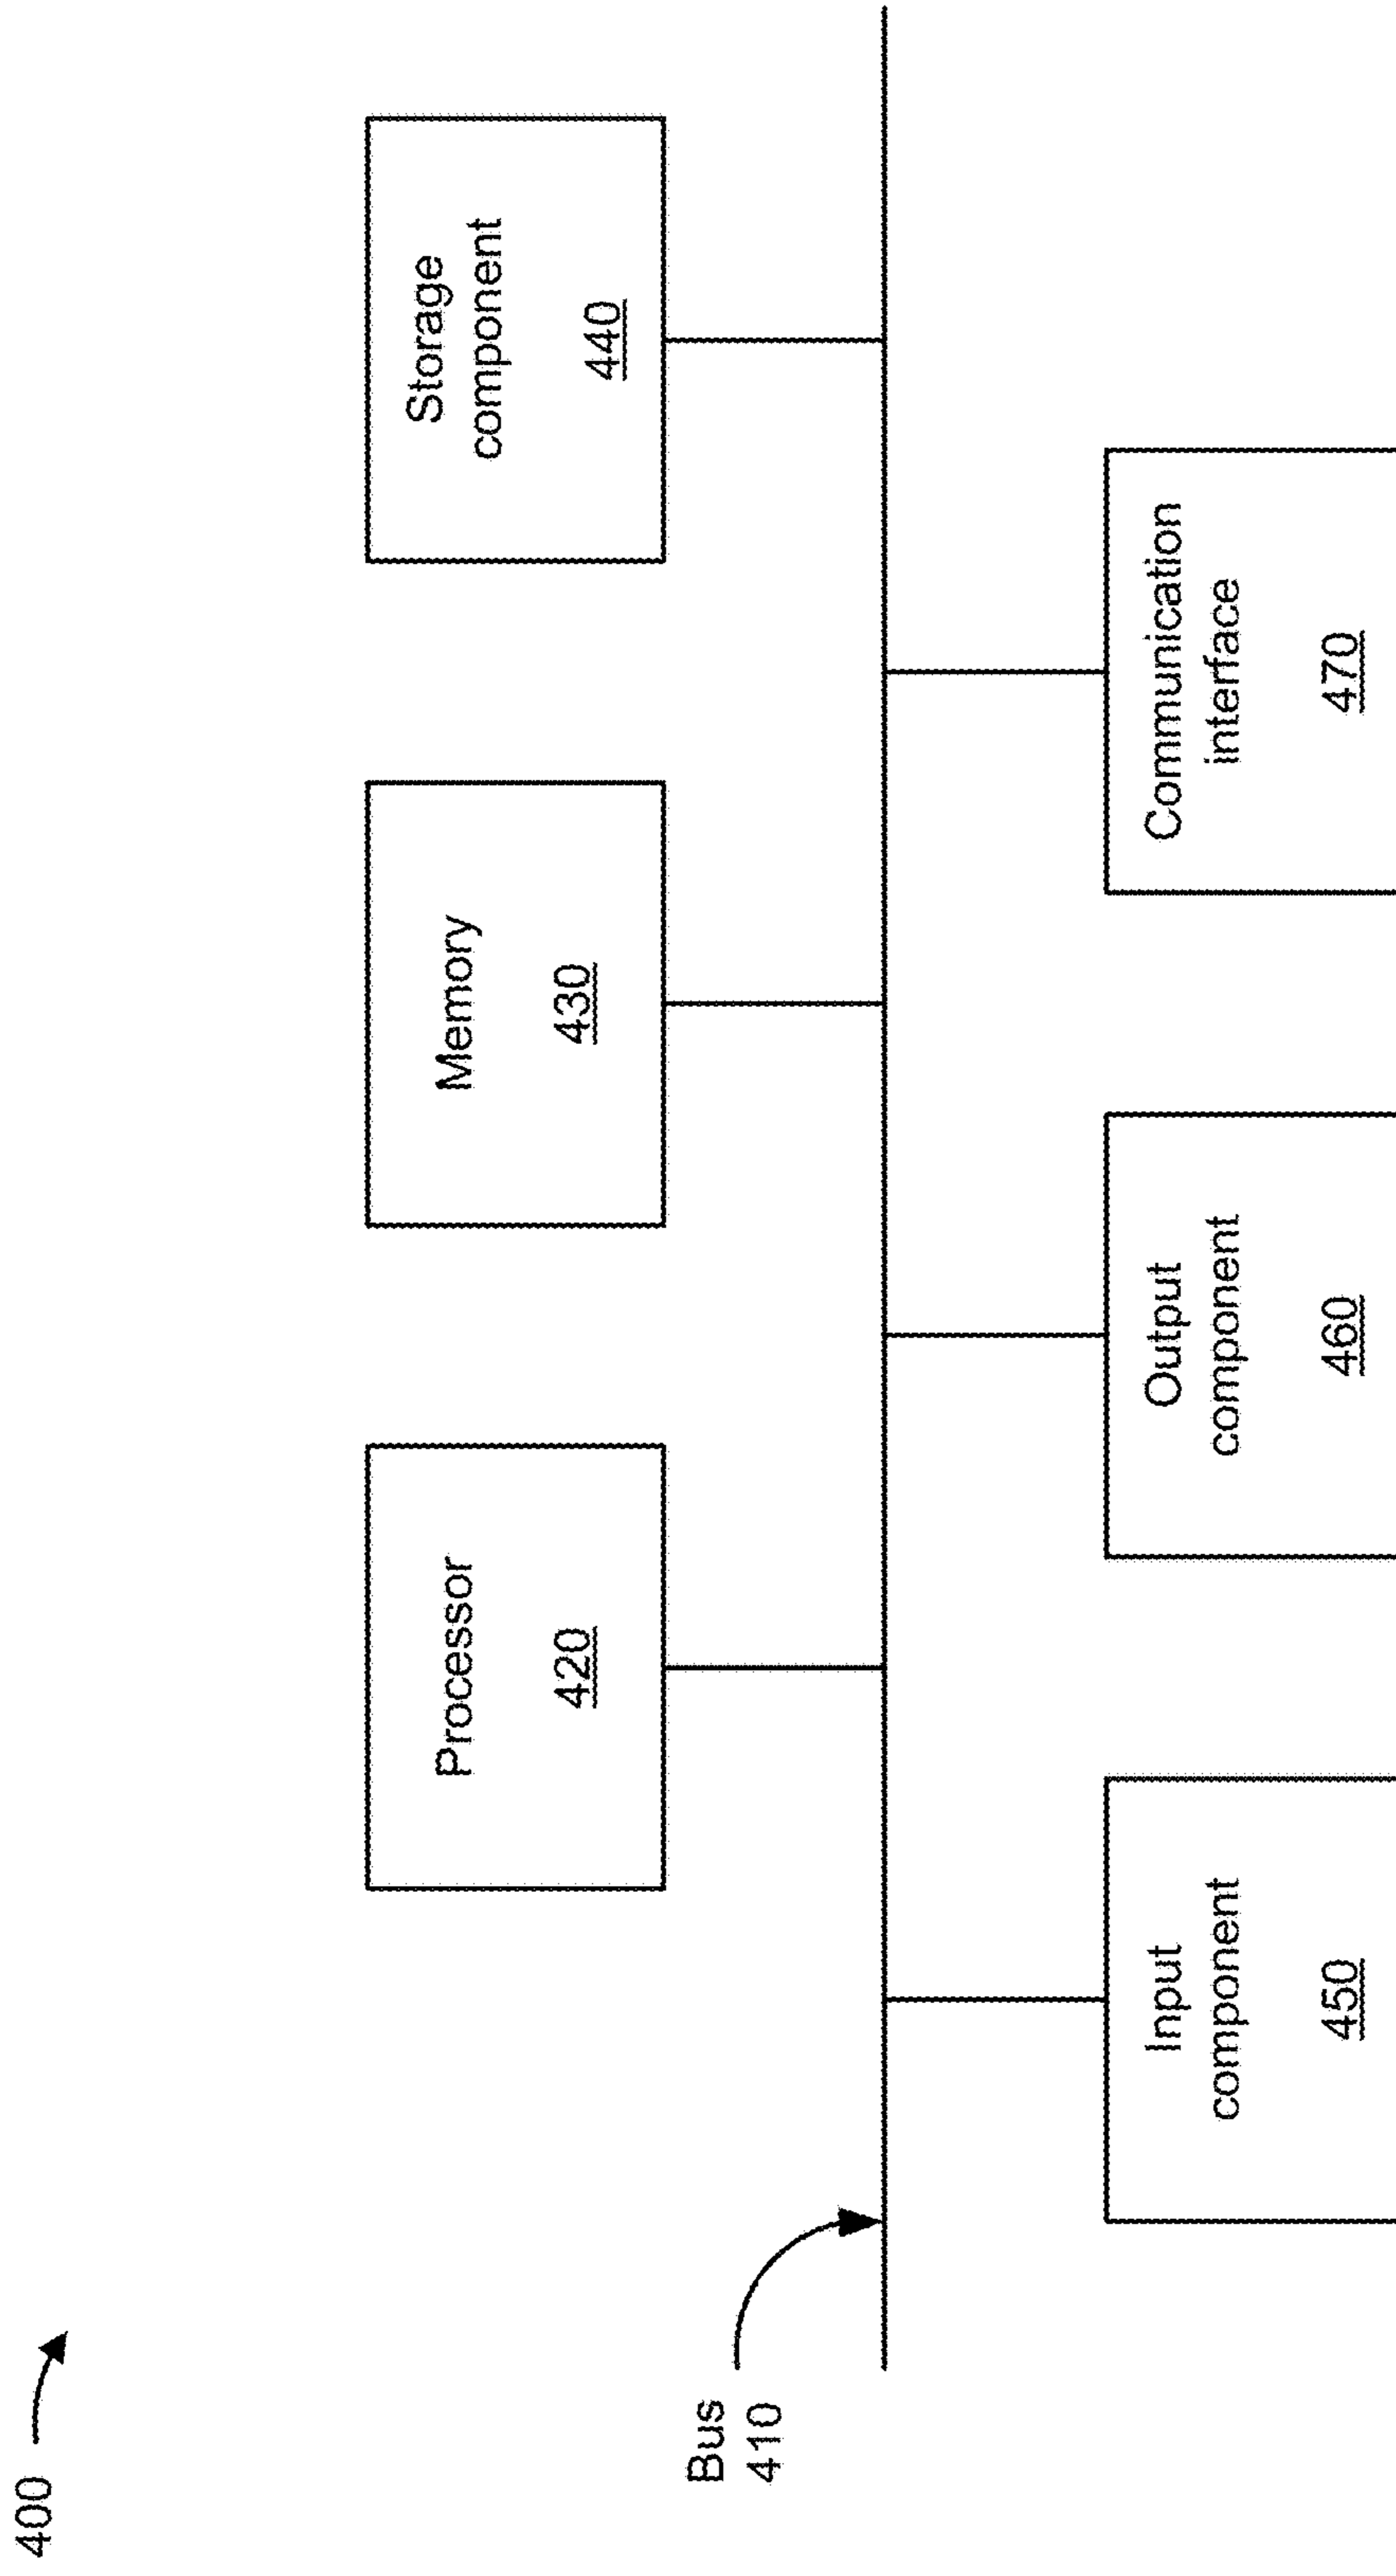 400
Processor
420
Memory
430
Storage
component
440
Bus
410
Input
component
450
Output
component
460
Communication
interface
470